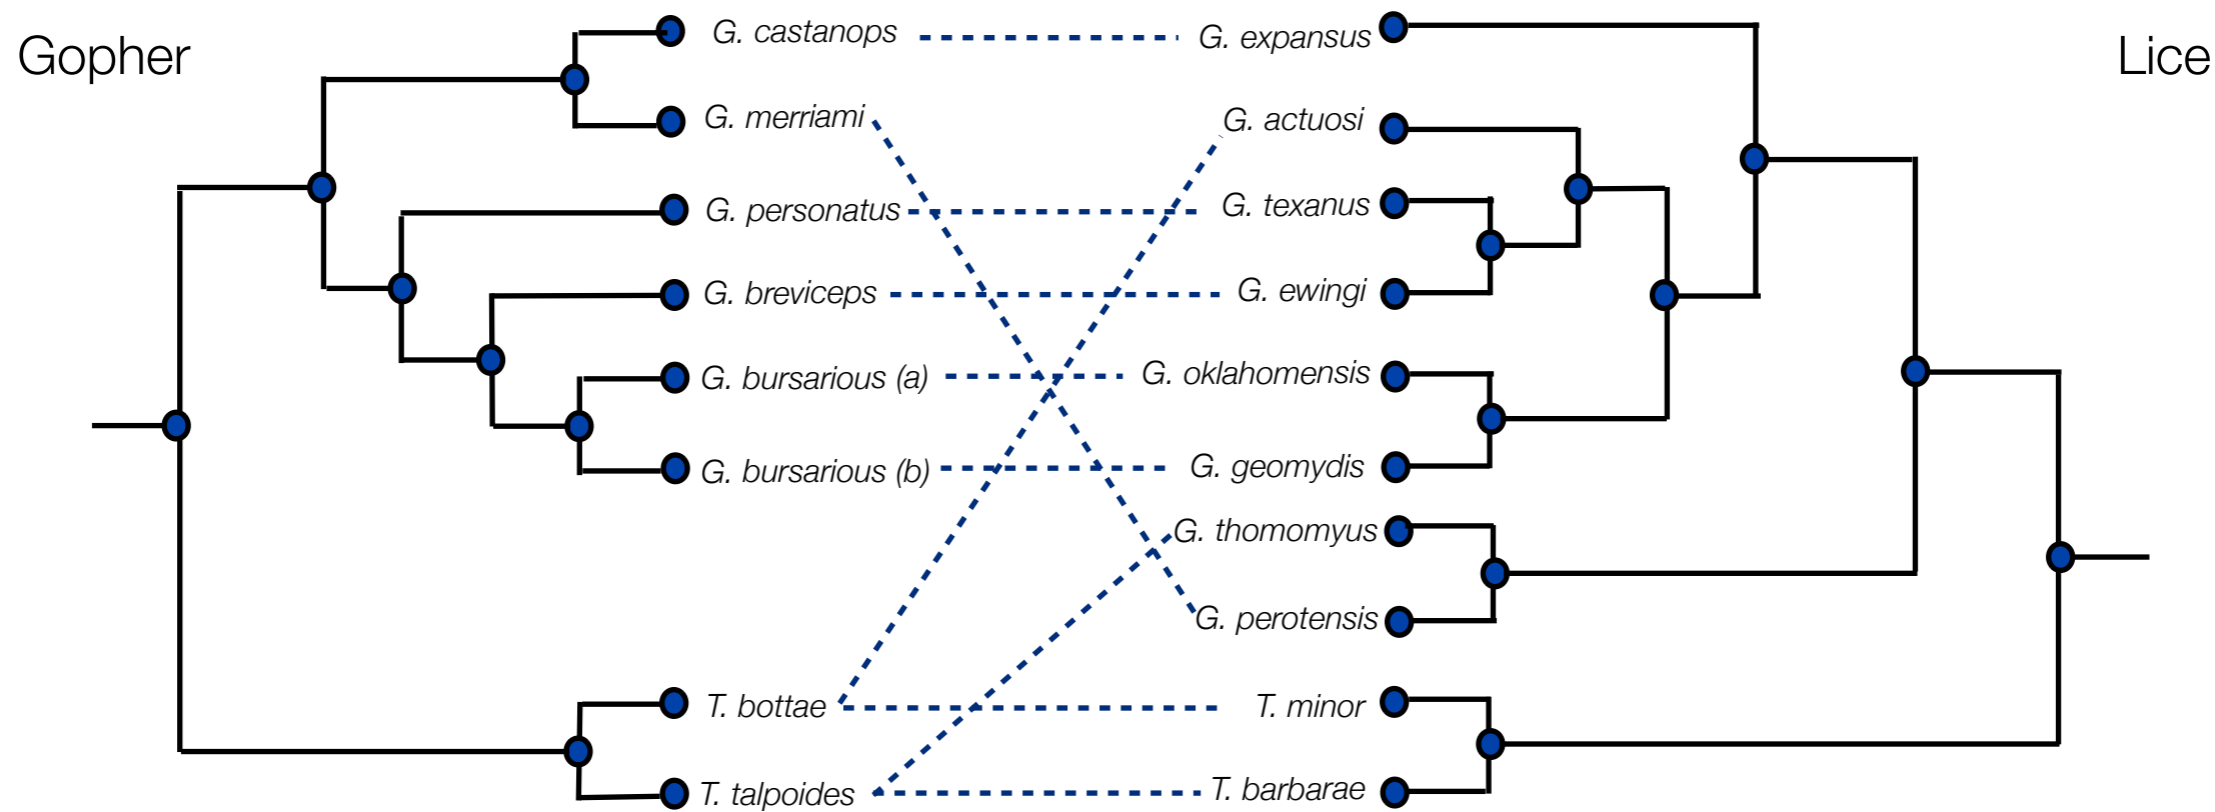 Gopher
Lice
G. castanops
G. expansus
G. merriami
G. actuosi
G. personatus
G. texanus
G. breviceps
G. ewingi
G. bursarious (a)
G. oklahomensis
G. bursarious (b)
G. geomydis
G. thomomyus
G. perotensis
T. bottae
T. minor
T. talpoides
T. barbarae